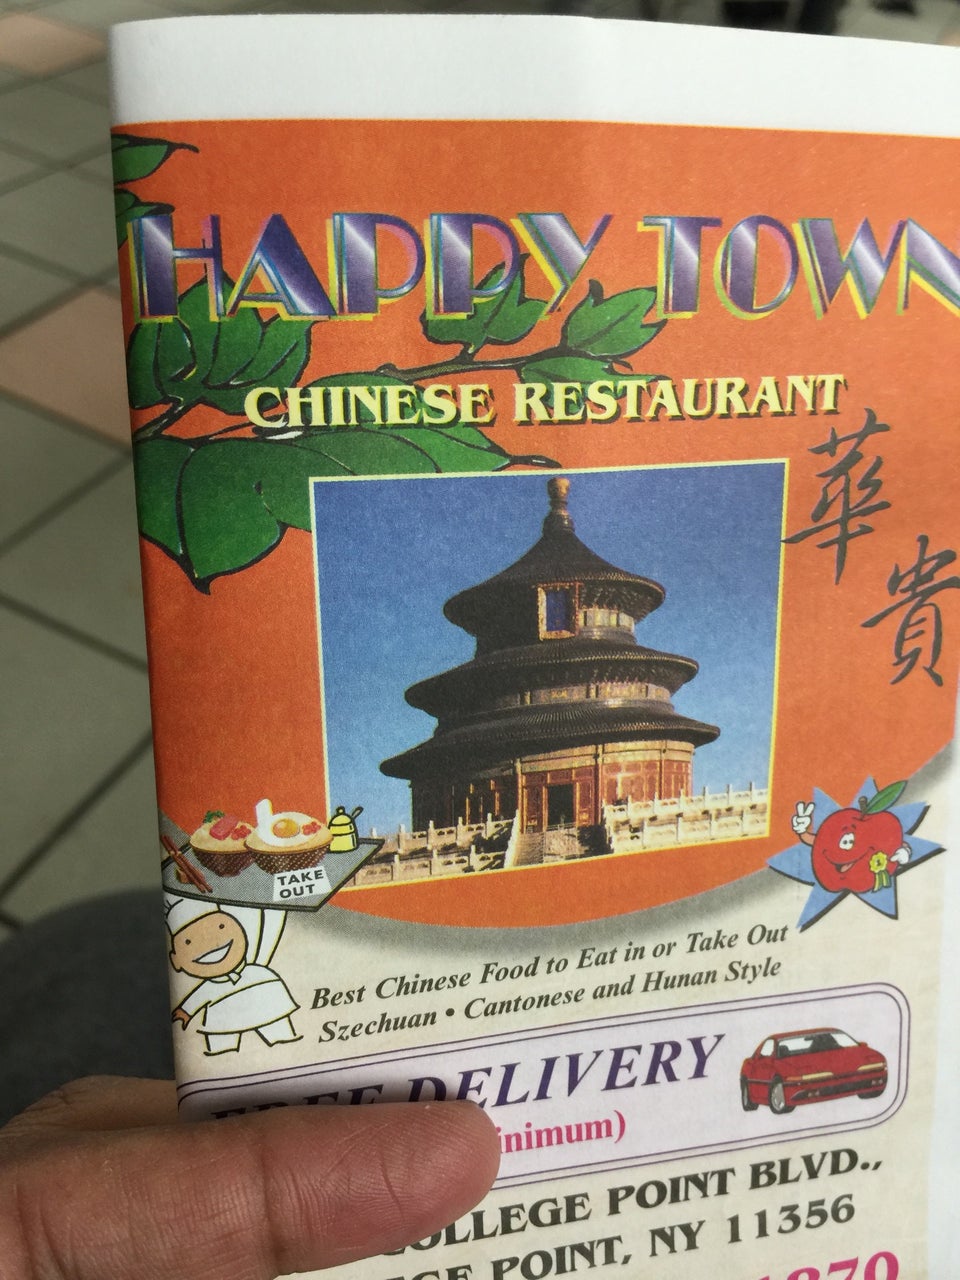 HAPPY TOWN
CHINESE RESTAURANT
華
貴
TAKE
OUT
Best Chinese Food to Eat in or Take Out
Szechuan • Cantonese and Hunan Style
FREE DELIVERY
COLLEGE POINT BLVD.,
POINT, NY 11356